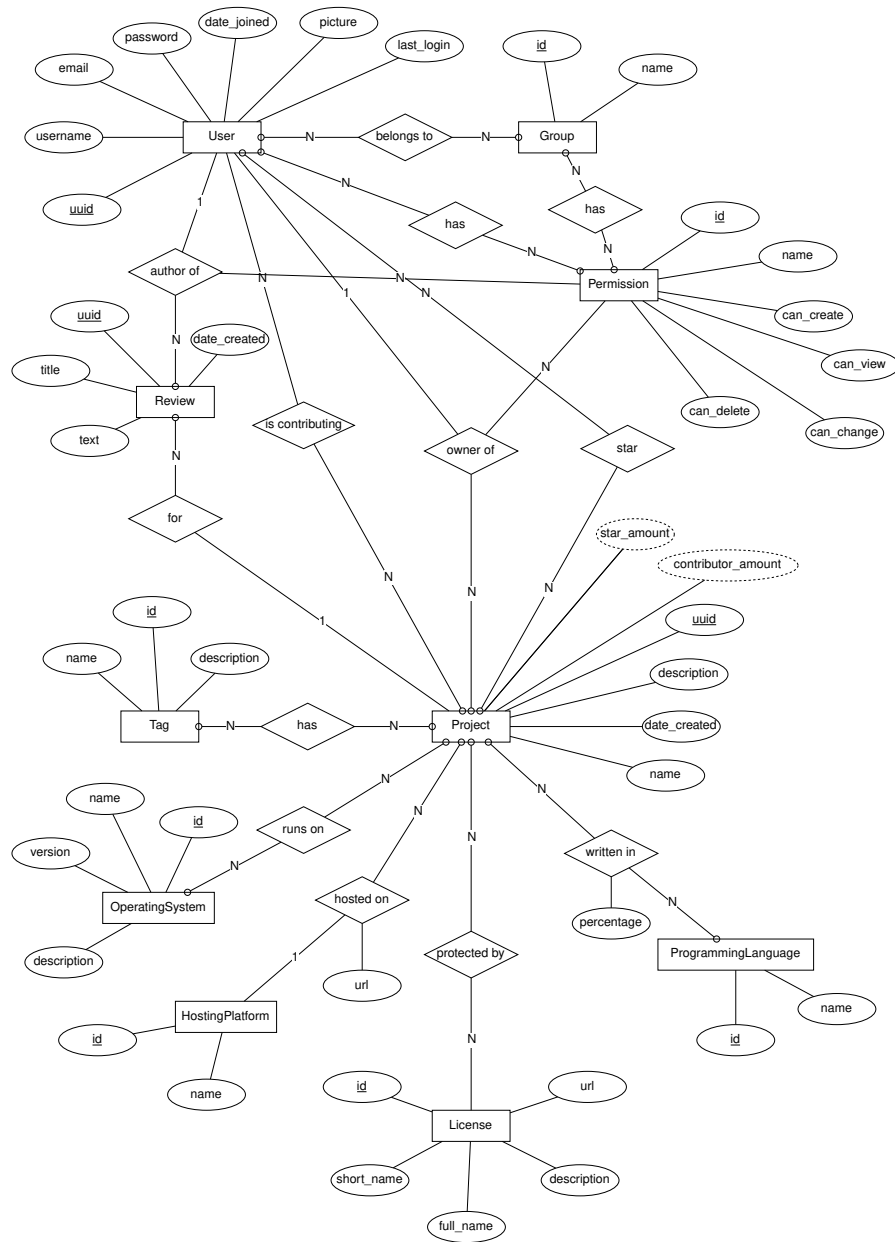 date_joined
picture
password
last_login
id
email
name
username
User
N
belongs to
N
Group
N
N
uuid
1
has
has
id
N
N
name
author of
N
N
N
Permission
1
uuid
can_create
date_created
title
N
N
can_view
Review
can_delete
is contributing
text
can_change
N
owner of
star
for
star_amount
contributor_amount
N
N
N
id
1
uuid
name
description
description
Tag
N
has
N
Project
date_created
name
name
N
N
id
N
N
runs on
version
written in
N
OperatingSystem
hosted on
N
percentage
description
1
protected by
ProgrammingLanguage
url
HostingPlatform
name
id
id
N
name
id
url
License
short_name
description
full_name